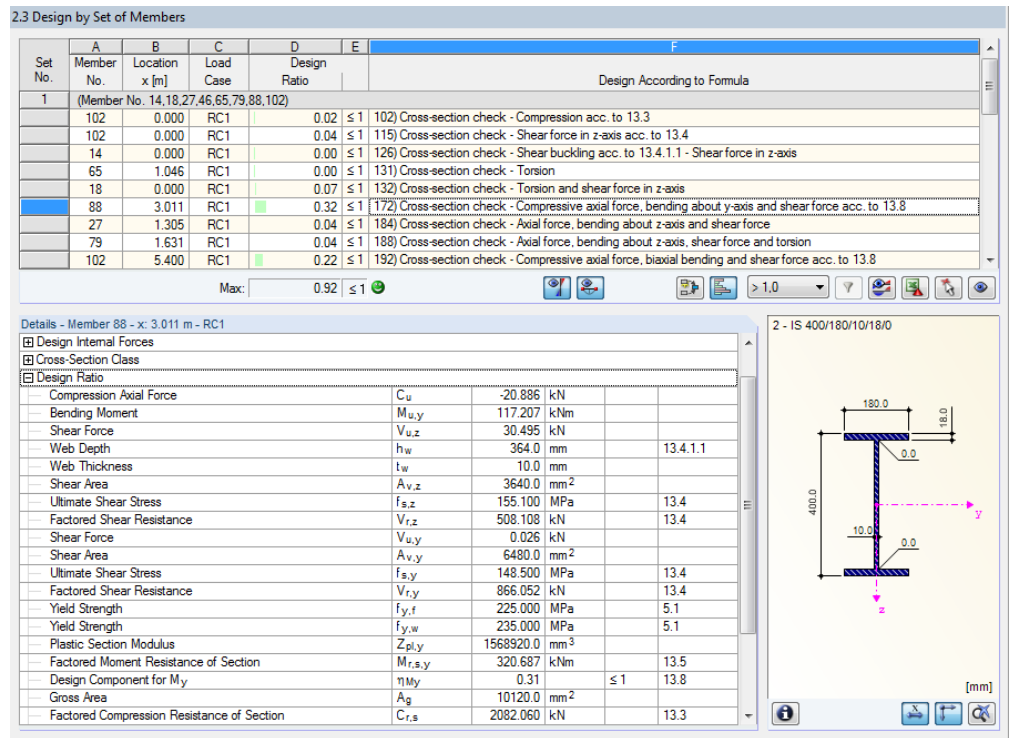 2.3 Design by Set of Members
A B C D E F
Set Member Location Load Design
No. No. x [m] Case Ratio Design According to Formula
1 (Member No. 14,18,27,46,65,79,88,102)
102 0.000 RC1 0.02 ≤ 1 102) Cross-section check - Compression acc. to 13.3
102 0.000 RC1 0.04 ≤ 1 115) Cross-section check - Shear force in z-axis acc. to 13.4
14 0.000 RC1 0.00 ≤ 1 126) Cross-section check - Shear buckling acc. to 13.4.1.1 - Shear force in z-axis
65 1.046 RC1 0.00 ≤ 1 131) Cross-section check - Torsion
18 0.000 RC1 0.07 ≤ 1 132) Cross-section check - Torsion and shear force in z-axis
88 3.011 RC1 0.32 ≤ 1 172) Cross-section check - Compressive axial force, bending about y-axis and shear force acc. to 13.8
27 1.305 RC1 0.04 ≤ 1 184) Cross-section check - Axial force, bending about z-axis and shear force
79 1.631 RC1 0.04 ≤ 1 188) Cross-section check - Axial force, bending about z-axis, shear force and torsion
102 5.400 RC1 0.22 ≤ 1 192) Cross-section check - Compressive axial force, biaxial bending and shear force acc. to 13.8
Max: 0.92 ≤ 1 > 1,0
Details - Member 88 - x: 3.011 m - RC1
Design Internal Forces
Cross-Section Class
Design Ratio
Compression Axial Force Cu -20.886 kN
Bending Moment Mu,y 117.207 kNm
Shear Force Vu,z 30.495 kN
Web Depth hw 364.0 mm 13.4.1.1
Web Thickness tw 10.0 mm
Shear Area Av,z 3640.0 mm2
Ultimate Shear Stress fs,z 155.100 MPa 13.4
Factored Shear Resistance Vr,z 508.108 kN 13.4
Shear Force Vu,y 0.026 kN
Shear Area Av,y 6480.0 mm2
Ultimate Shear Stress fs,y 148.500 MPa 13.4
Factored Shear Resistance Vr,y 866.052 kN 13.4
Yield Strength fy,f 225.000 MPa 5.1
Yield Strength fy,w 235.000 MPa 5.1
Plastic Section Modulus Zpl,y 1568920.0 mm3
Factored Moment Resistance of Section Mr,s,y 320.687 kNm 13.5
Design Component for My ηMy 0.31 ≤ 1 13.8
Gross Area Ag 10120.0 mm2
Factored Compression Resistance of Section Cr,s 2082.060 kN 13.3
2 - IS 400/180/10/18/0
180.0
18.0
0.0
400.0
y
10.0
0.0
z
[mm]